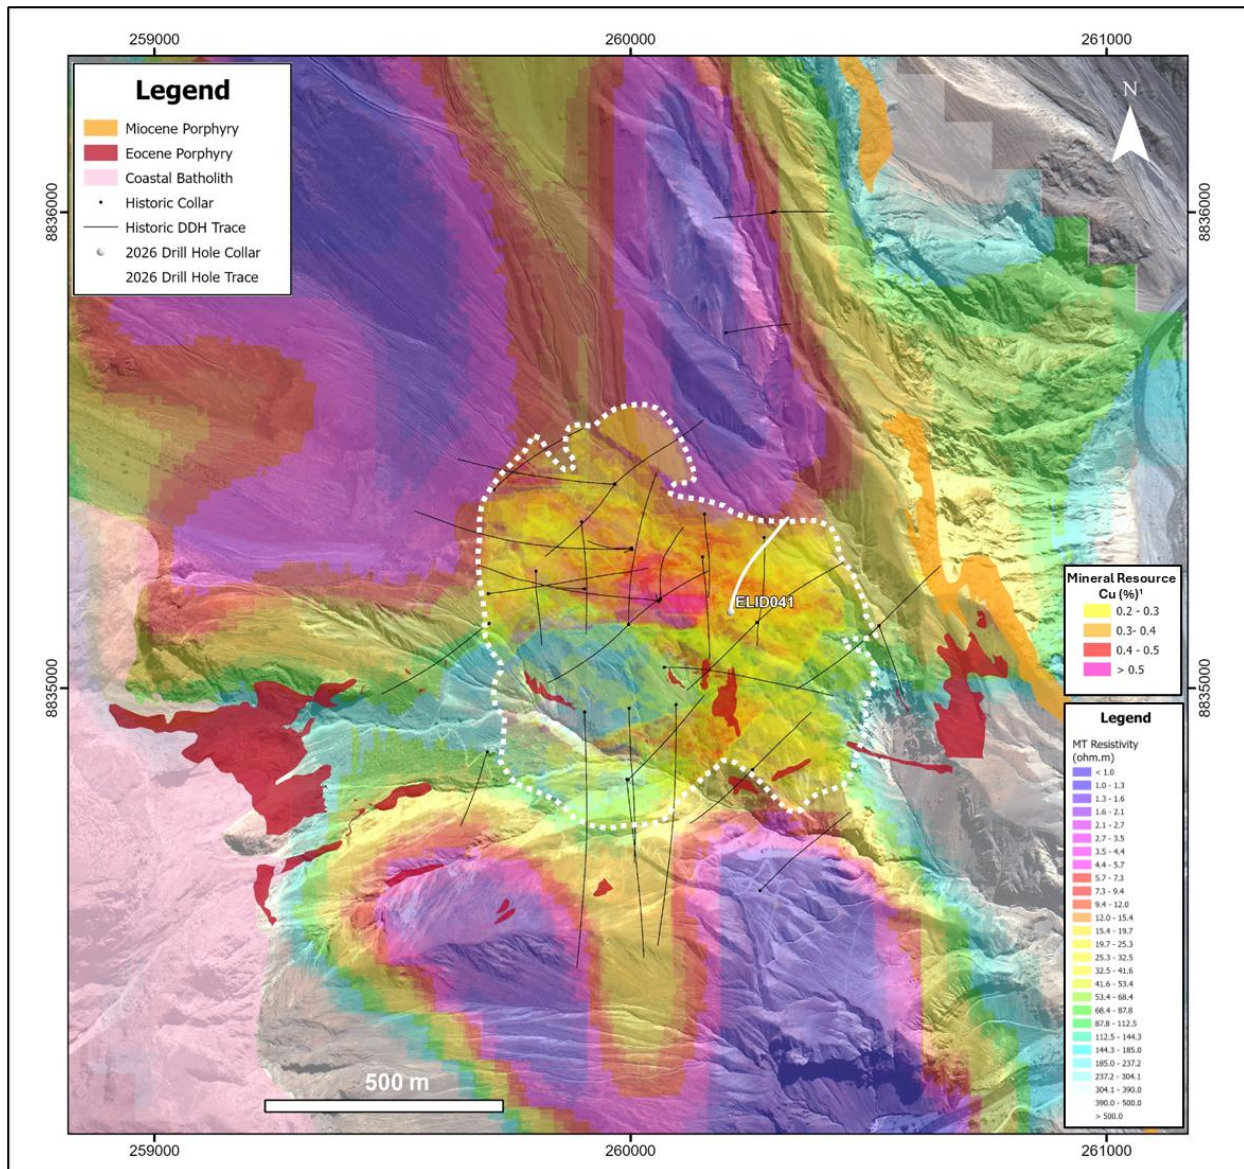 259000
260000
261000
Legend
Miocene Porphyry
Eocene Porphyry
Coastal Batholith
Historic Collar
Historic DDH Trace
2026 Drill Hole Collar
2026 Drill Hole Trace
N
8836000
8836000
ELID041
Mineral Resource
Cu (%)¹
0.2 - 0.3
0.3- 0.4
0.4 - 0.5
> 0.5
8835000
8835000
Legend
MT Resistivity
(ohm.m)
< 1.0
1.0 - 1.3
1.3 - 1.6
1.6 - 2.1
2.1 - 2.7
2.7 - 3.5
3.5 - 4.4
4.4 - 5.7
5.7 - 7.3
7.3 - 9.4
9.4 - 12.0
12.0 - 15.4
15.4 - 19.7
19.7 - 25.3
25.3 - 32.5
32.5 - 41.6
41.6 - 53.4
53.4 - 68.4
68.4 - 87.8
87.8 - 112.5
112.5 - 144.3
144.3 - 185.0
185.0 - 237.2
237.2 - 304.1
304.1 - 390.0
390.0 - 500.0
> 500.0
500 m
259000
260000
261000